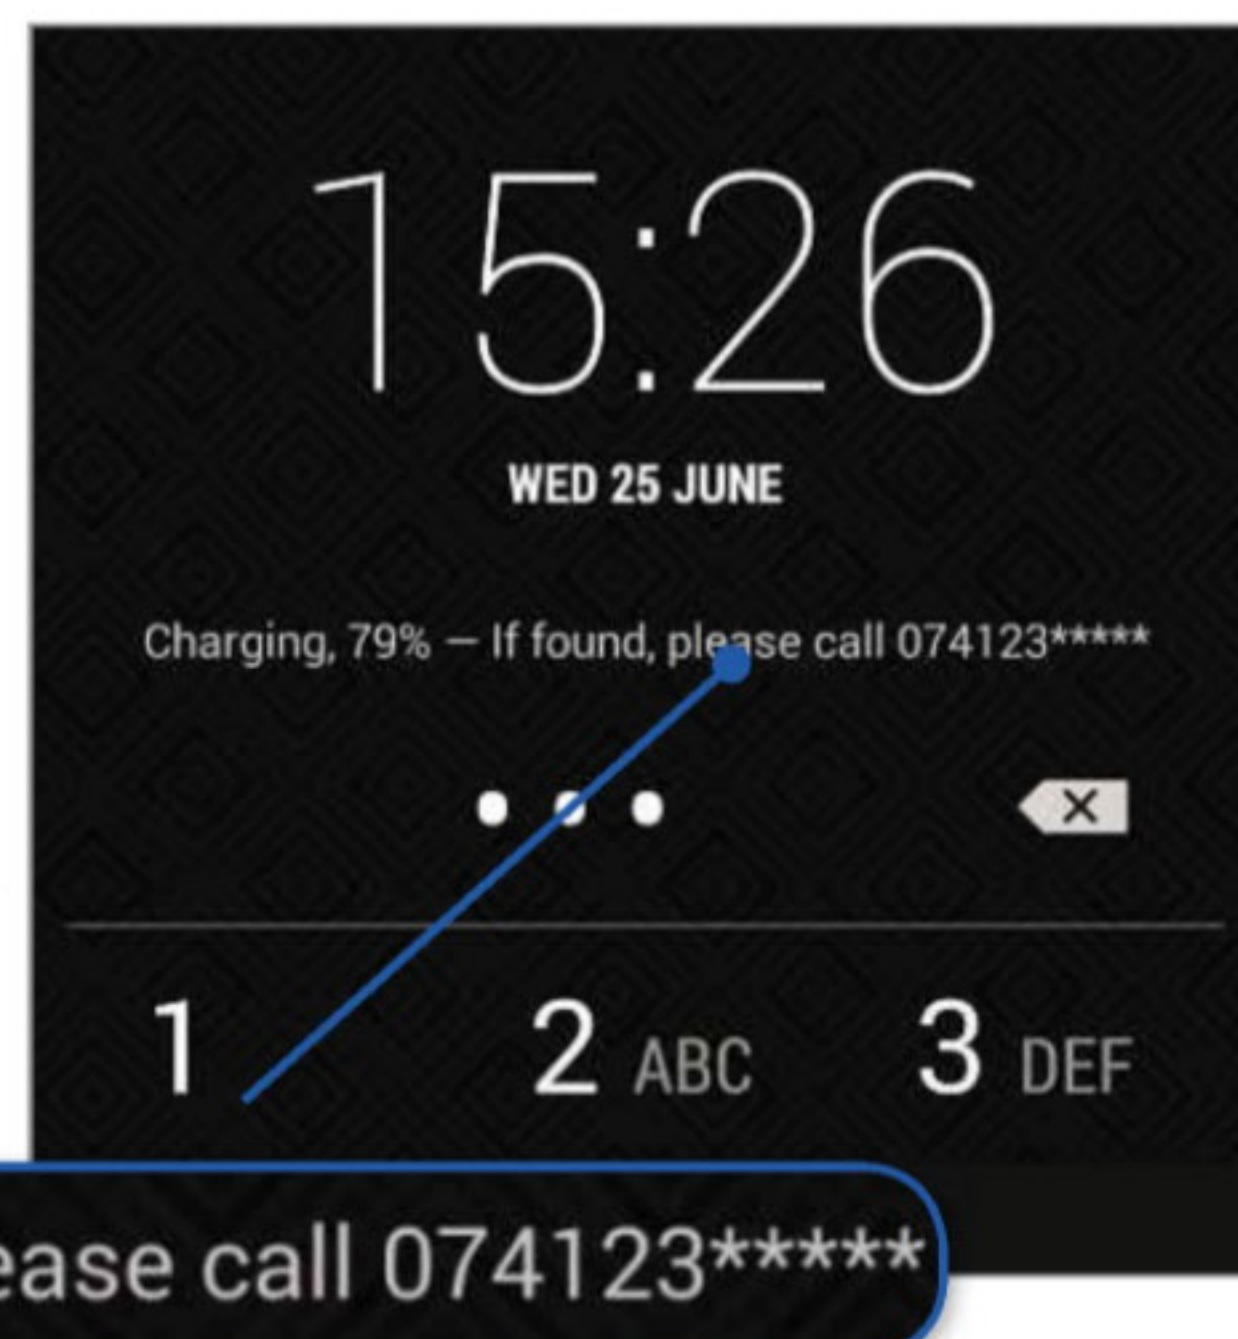 15:26
WED 25 JUNE
Charging, 79% — If found, please call 074123*****
1 2 ABC 3 DEF
ease call 074123*****